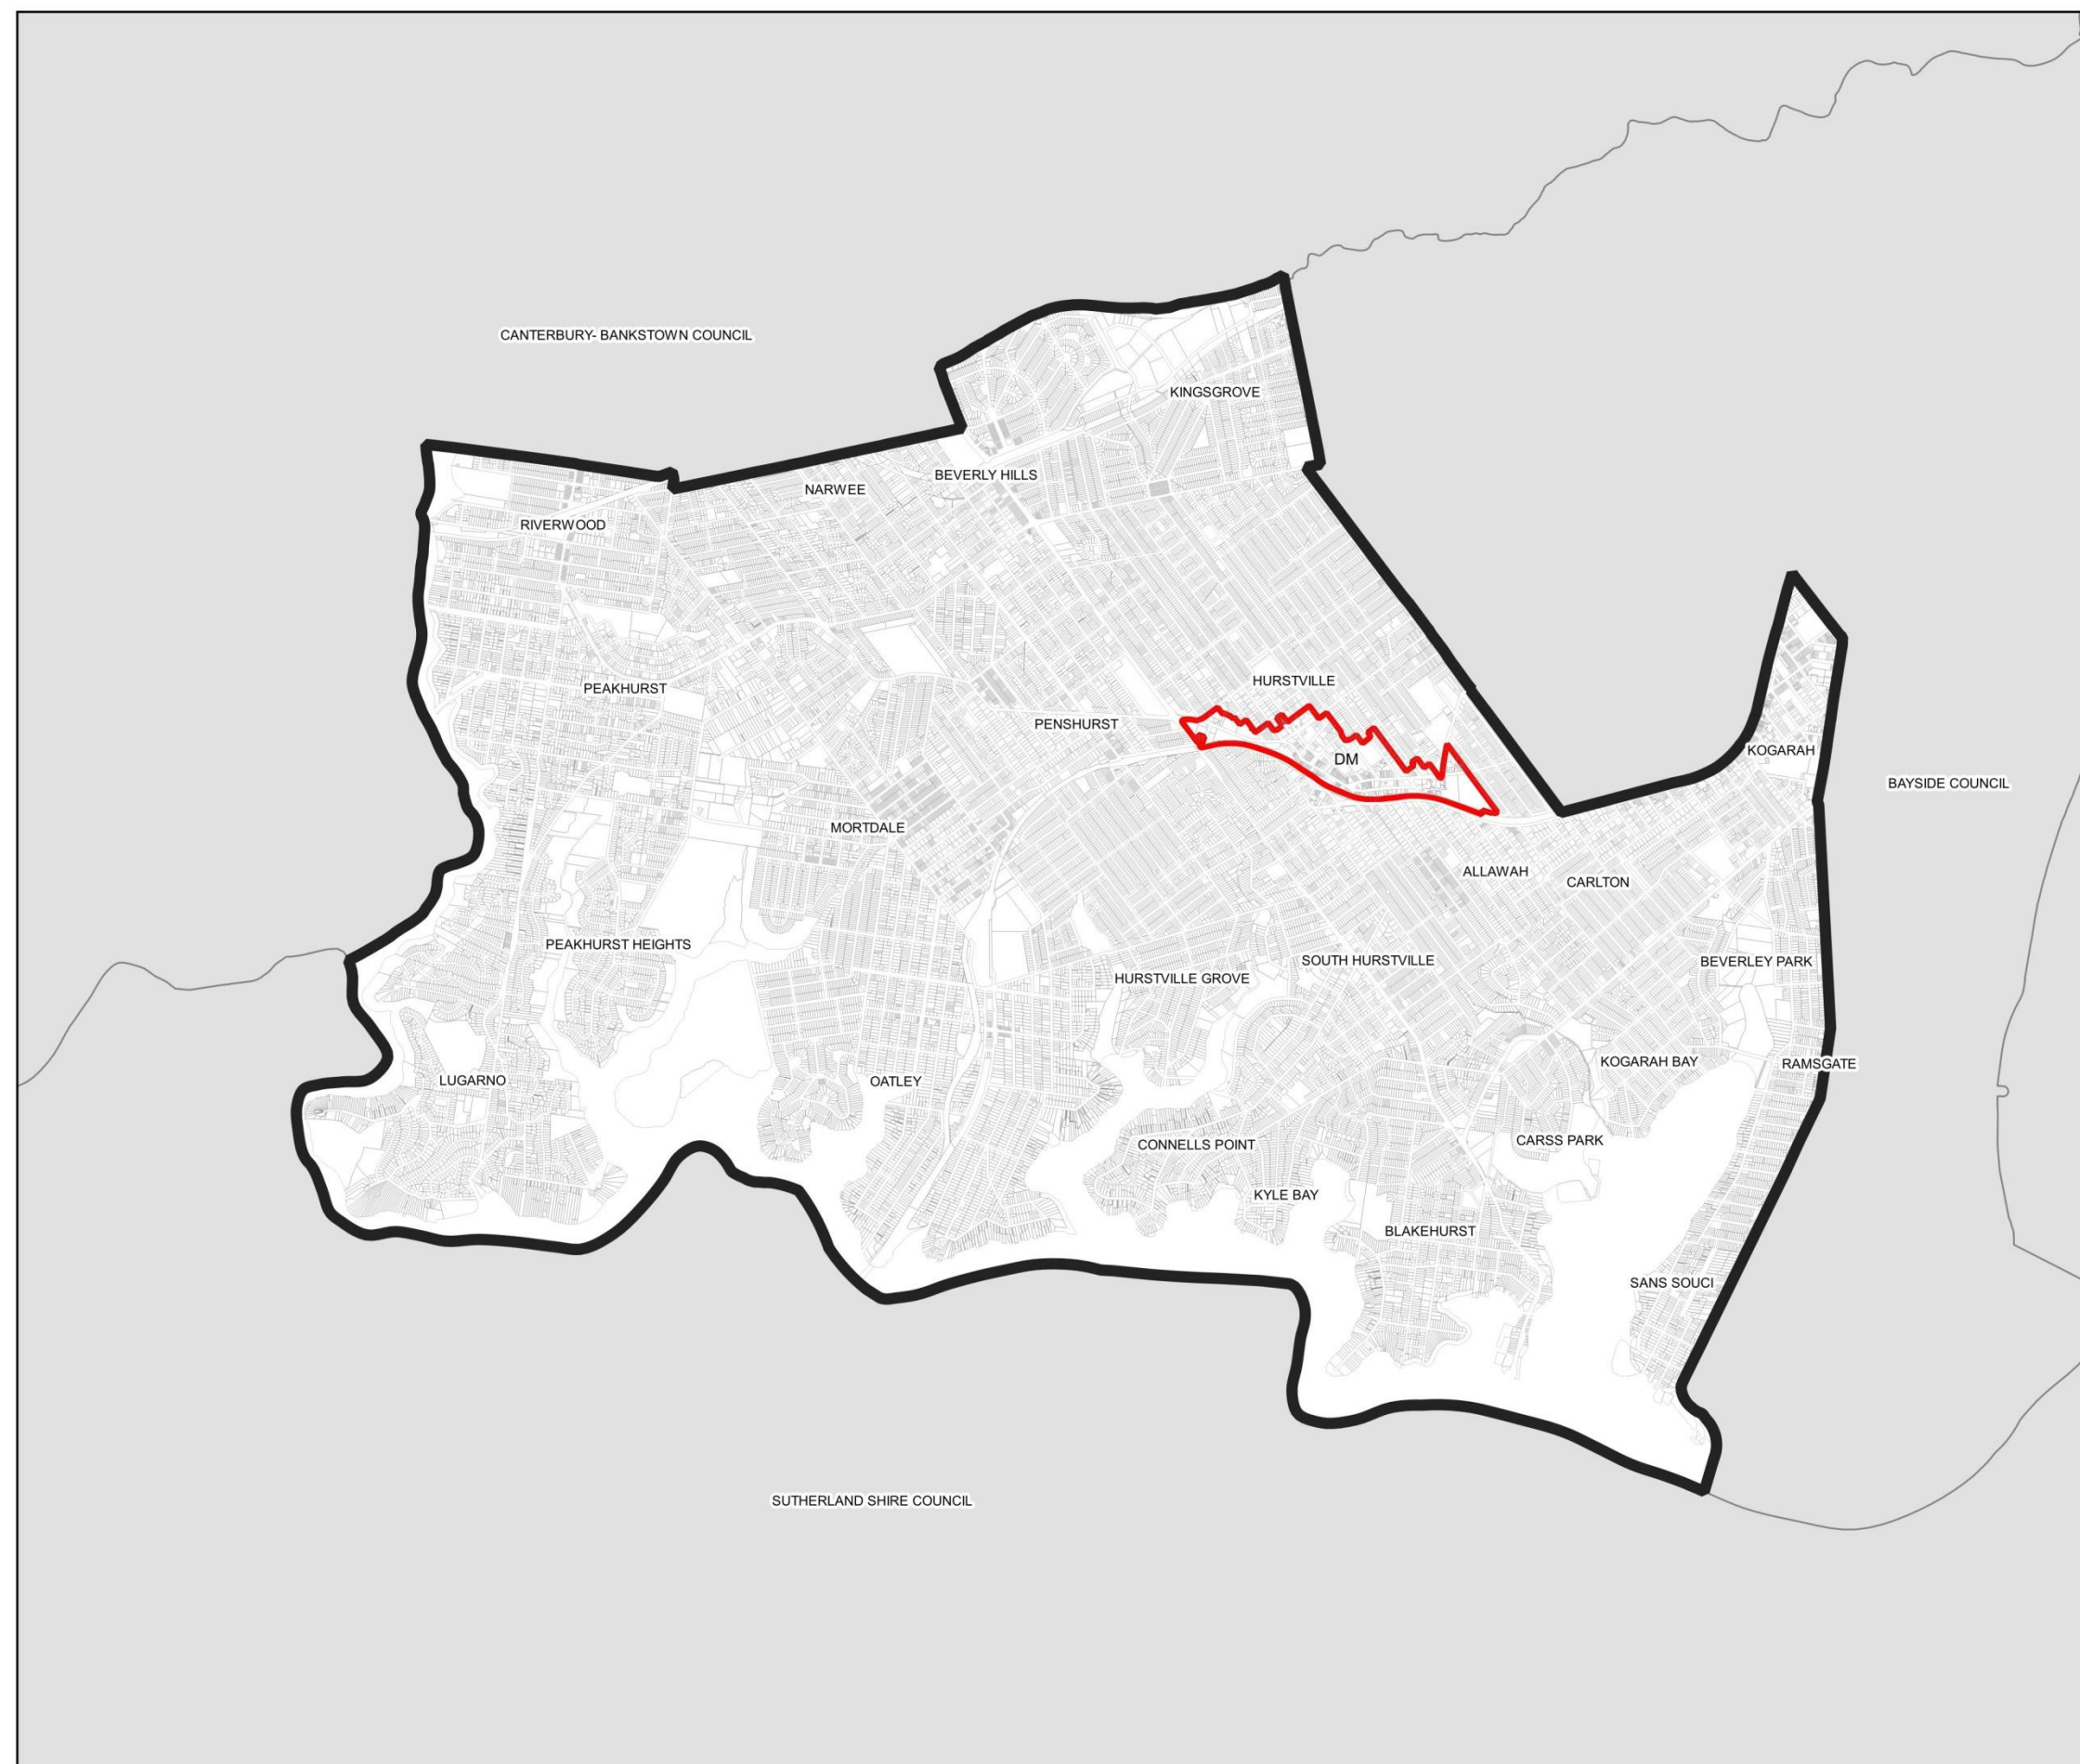 CANTERBURY- BANKSTOWN COUNCIL
KINGSGROVE
BEVERLY HILLS
NARWEE
RIVERWOOD
HURSTVILLE
PEAKHURST
PENSHURST
KOGARAH
DM
BAYSIDE COUNCIL
MORTDALE
ALLAWAH
CARLTON
PEAKHURST HEIGHTS
SOUTH HURSTVILLE
BEVERLEY PARK
HURSTVILLE GROVE
KOGARAH BAY
RAMSGATE
LUGARNO
OATLEY
CARSS PARK
CONNELLS POINT
KYLE BAY
BLAKEHURST
SANS SOUCI
SUTHERLAND SHIRE COUNCIL